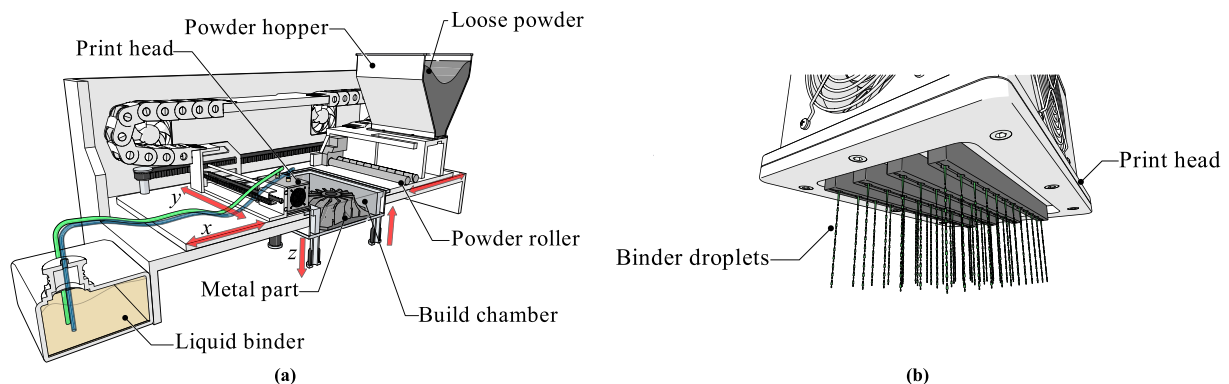 Powder hopper
Loose powder
Print head
y
x
z
Powder roller
Metal part
Build chamber
Liquid binder
(a)
Print head
Binder droplets
(b)